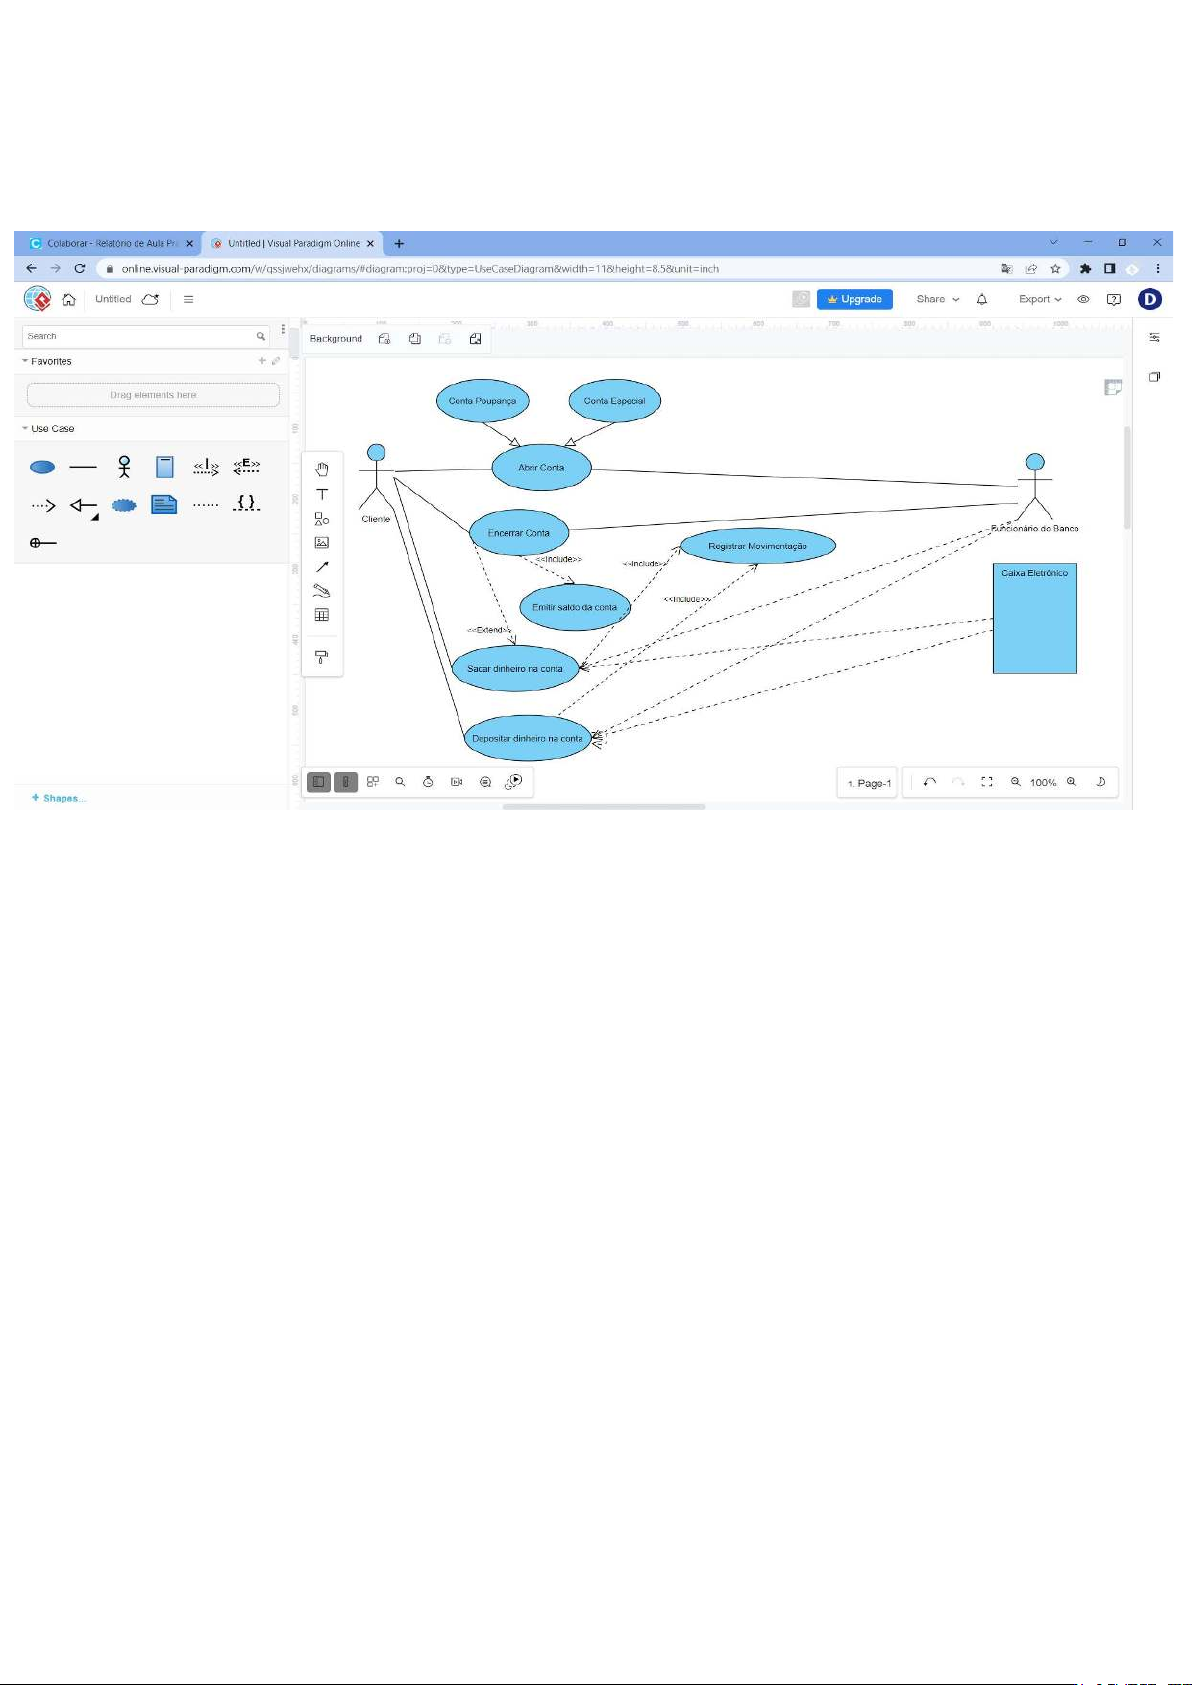 Colaborar - Relatório de Aula Pr
Untitled | Visual Paradigm Online
online.visual-paradigm.com/w/qssjwehx/diagrams/#diagram:proj=0&type=UseCaseDiagram&width=11&height=8.5&unit=inch
Untitled
Upgrade
Share
Export
D
Search
Background
Favorites
Drag elements here
Use Case
<<I>>
<<E>>
{ }
Conta Poupança
Conta Especial
Abrir Conta
Cliente
Encerrar Conta
Funcionário do Banco
Registrar Movimentação
<<Include>>
<<Include>>
Caixa Eletrônico
<<Include>>
Emitir saldo da conta
<<Extend>>
Sacar dinheiro na conta
Depositar dinheiro na conta
1. Page-1
100%
+ Shapes...